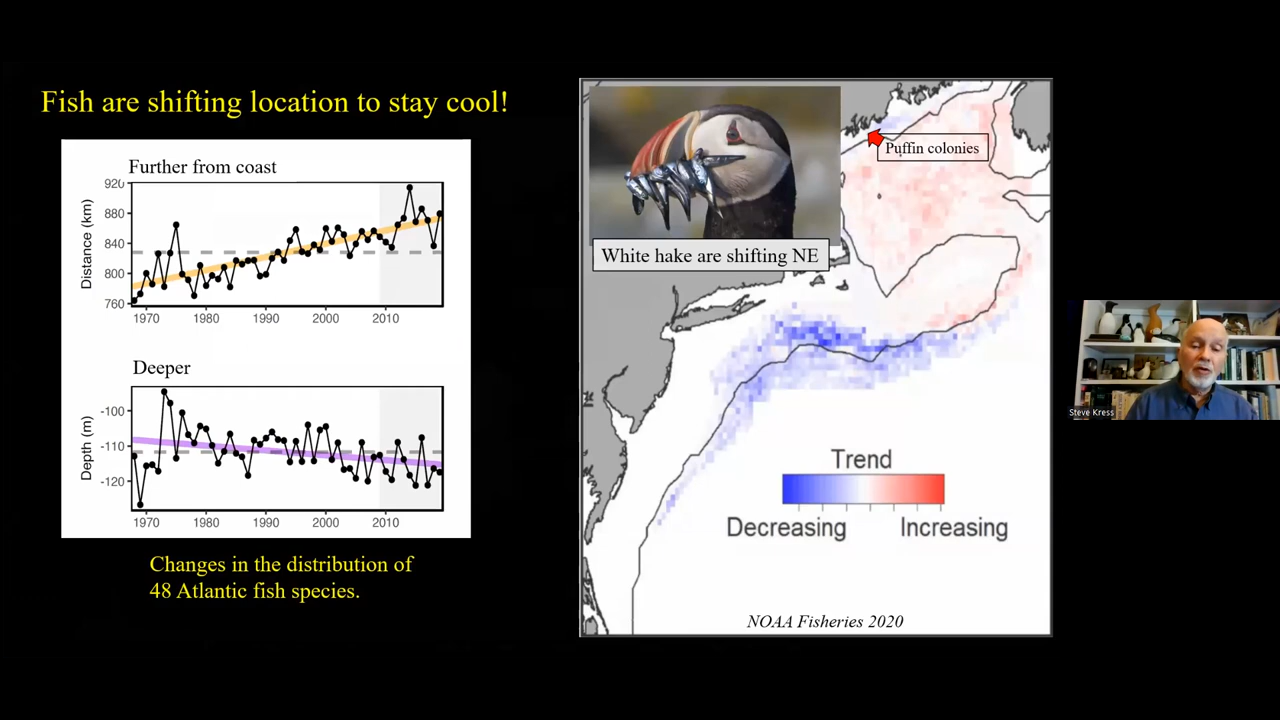 Fish are shifting location to stay cool!
Further from coast
Distance (km)
920
880
840
800
760
1970 1980 1990 2000 2010
Deeper
Depth (m)
-100
-110
-120
1970 1980 1990 2000 2010
Changes in the distribution of
48 Atlantic fish species.
Puffin colonies
White hake are shifting NE
Trend
Decreasing Increasing
NOAA Fisheries 2020
Steve Kress